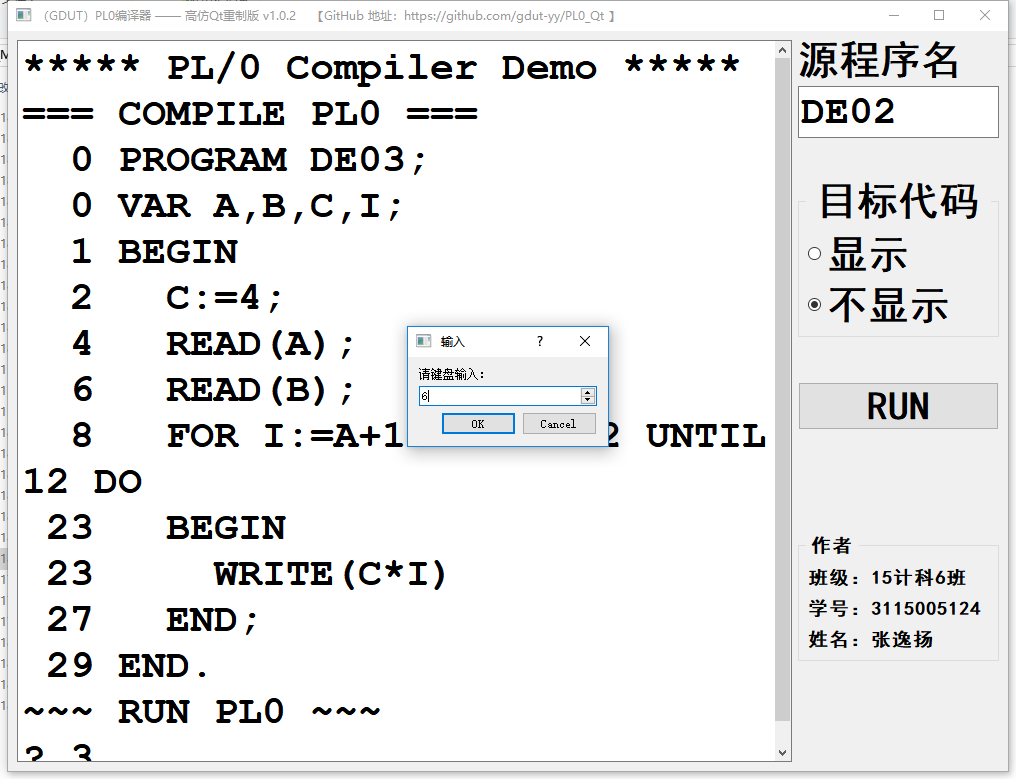 （GDUT）PL0编译器 —— 高仿Qt重制版 v1.0.2 【GitHub 地址：https://github.com/gdut-yy/PL0_Qt 】
***** PL/0 Compiler Demo *****
=== COMPILE PL0 ===
0 PROGRAM DE03;
0 VAR A,B,C,I;
1 BEGIN
2 C:=4;
4 READ(A);
6 READ(B);
8 FOR I:=A+1 2 UNTIL
12 DO
23 BEGIN
23 WRITE(C*I)
27 END;
29 END.
~~~ RUN PL0 ~~~
? 3
输入
?
请键盘输入：
6
OK
Cancel
源程序名
DE02
目标代码
显示
不显示
RUN
作者
班级：15计科6班
学号：3115005124
姓名：张逸扬